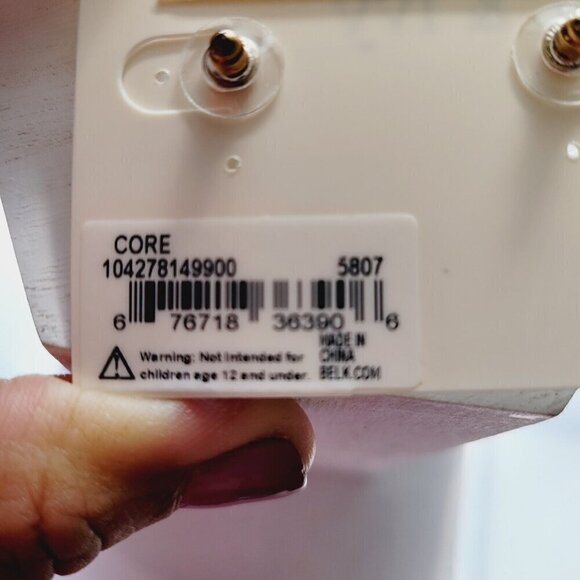 CORE
104278149900 5807
6 76718 36390 6
MADE IN
CHINA
BELK.COM
Warning: Not intended for
children age 12 and under.